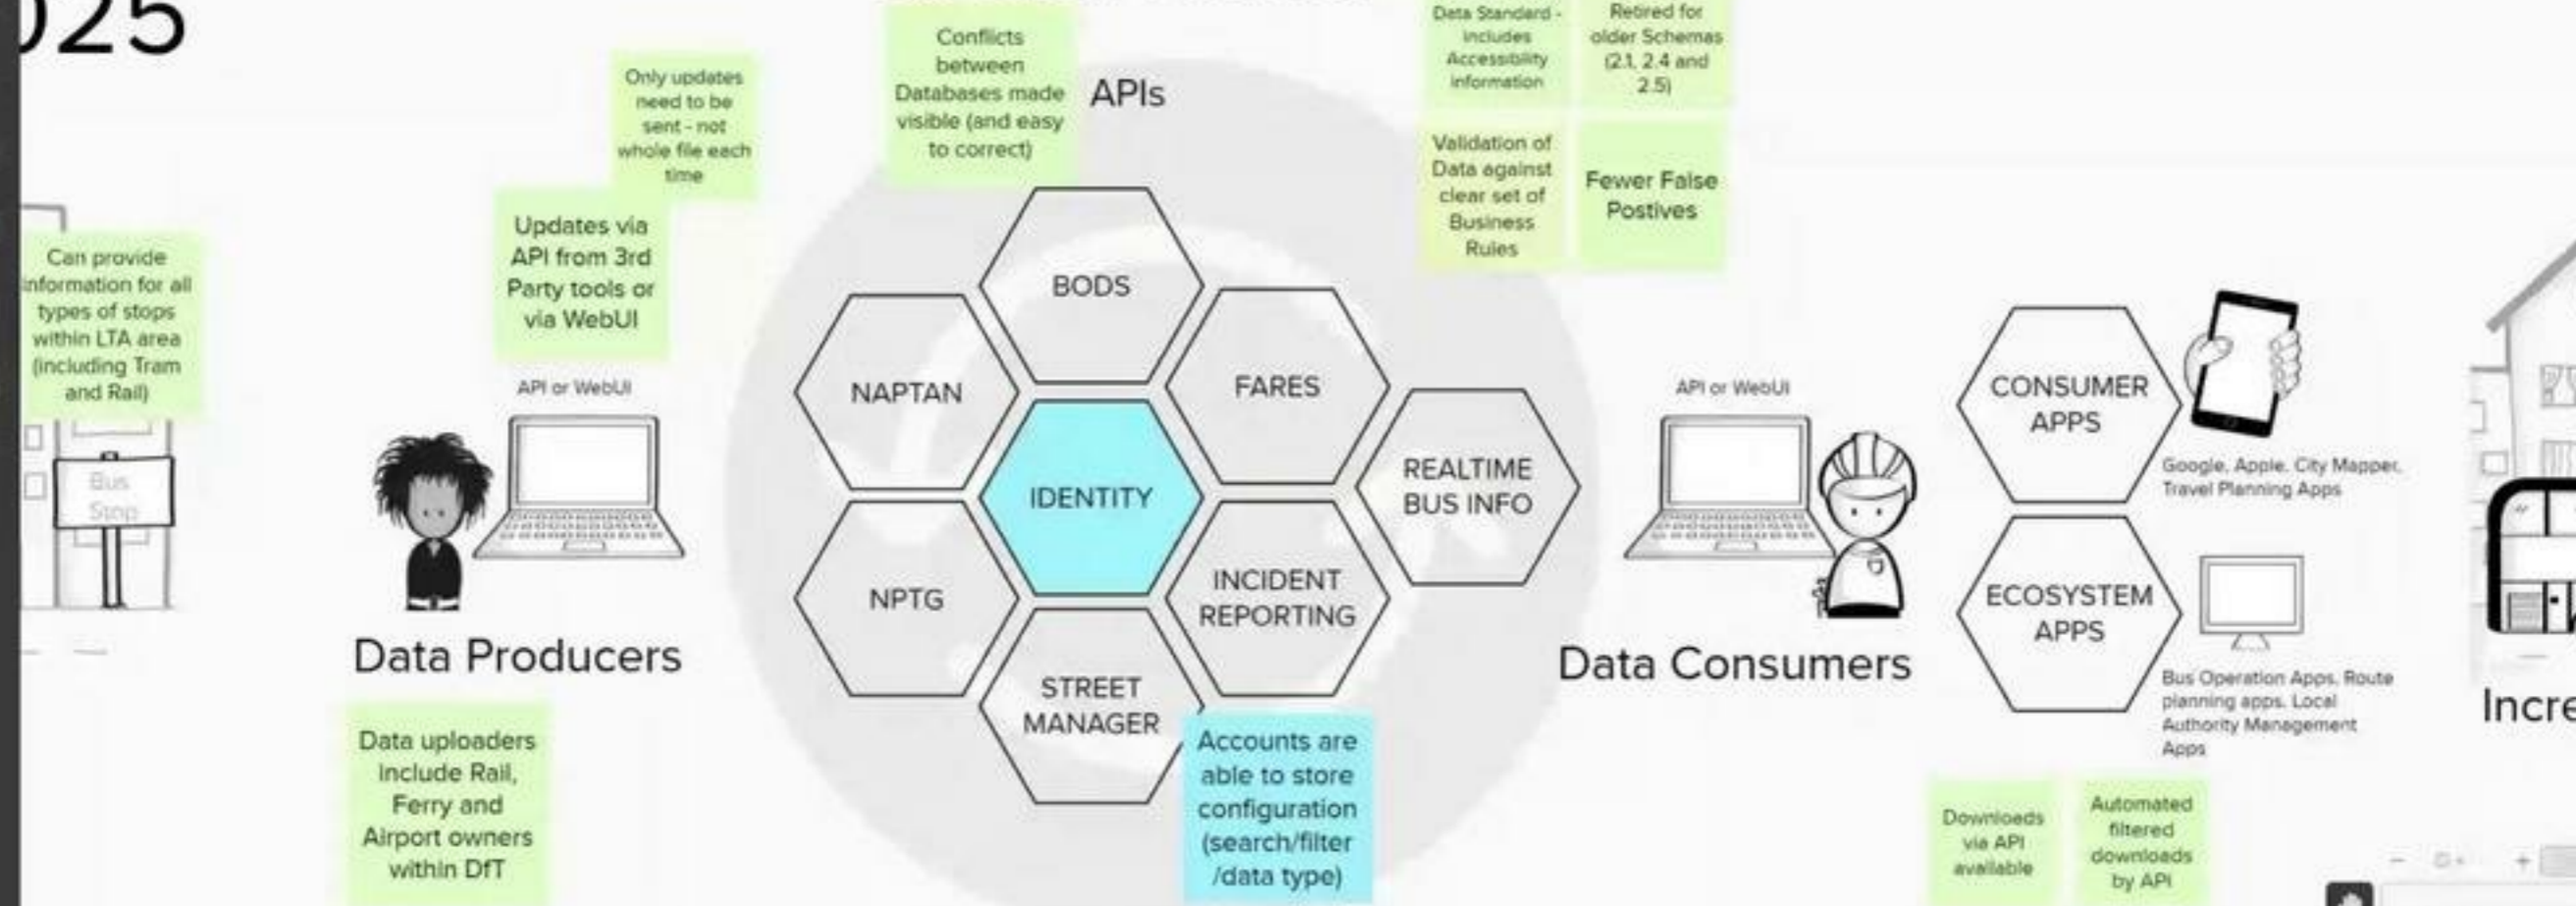 025
Only updates
need to be
sent - not
whole file each
time
Conflicts
between
Databases made
visible (and easy
to correct)
APIs
Data Standard -
includes
Accessibility
information
Retired for
older Schemas
(2.1, 2.4 and
2.5)
Validation of
Data against
clear set of
Business
Rules
Fewer False
Postives
Can provide
information for all
types of stops
within LTA area
(including Tram
and Rail)
Updates via
API from 3rd
Party tools or
via WebUI
API or WebUI
Bus
Stop
Data Producers
Data uploaders
include Rail,
Ferry and
Airport owners
within DfT
BODS
NAPTAN
FARES
IDENTITY
REALTIME
BUS INFO
NPTG
INCIDENT
REPORTING
STREET
MANAGER
Accounts are
able to store
configuration
(search/filter
/data type)
API or WebUI
Data Consumers
CONSUMER
APPS
Google, Apple, City Mapper,
Travel Planning Apps
ECOSYSTEM
APPS
Bus Operation Apps, Route
planning apps, Local
Authority Management
Apps
Downloads
via API
available
Automated
filtered
downloads
by API
Incre